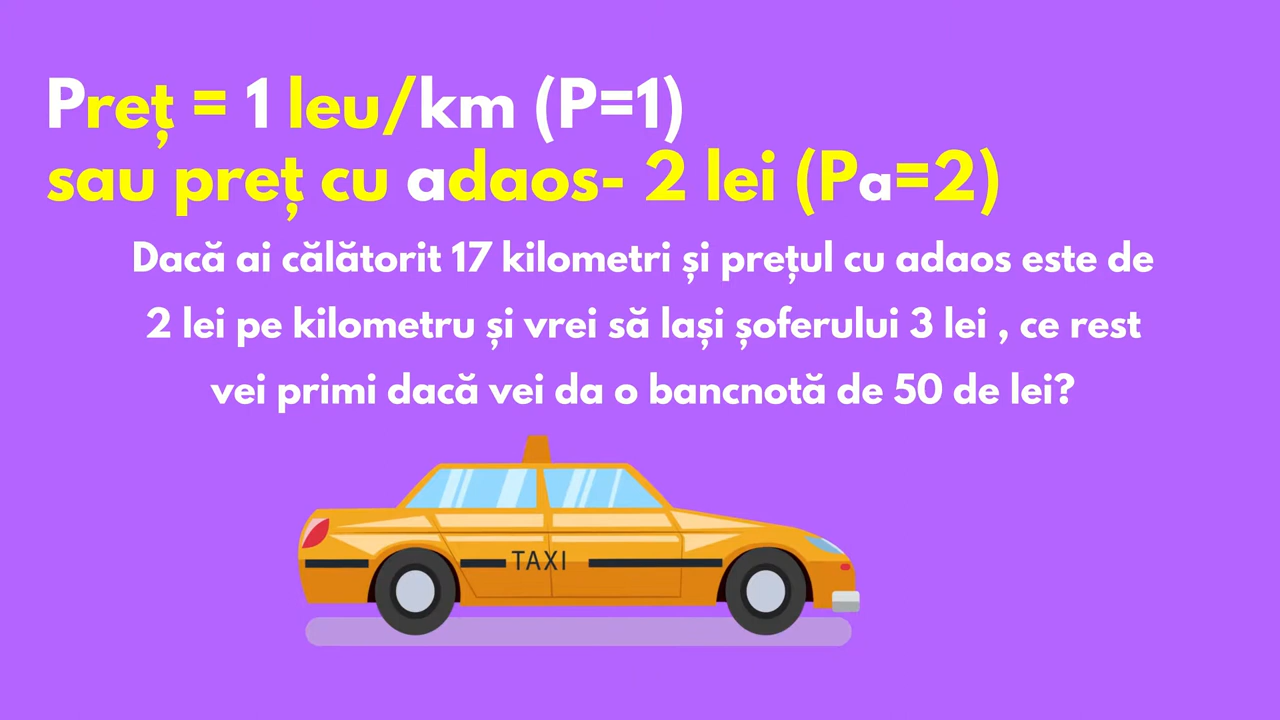 Preț = 1 leu/km (P=1)
sau preț cu adaos- 2 lei (Pa=2)
Dacă ai călătorit 17 kilometri și prețul cu adaos este de
2 lei pe kilometru și vrei să lași șoferului 3 lei , ce rest
vei primi dacă vei da o bancnotă de 50 de lei?
TAXI